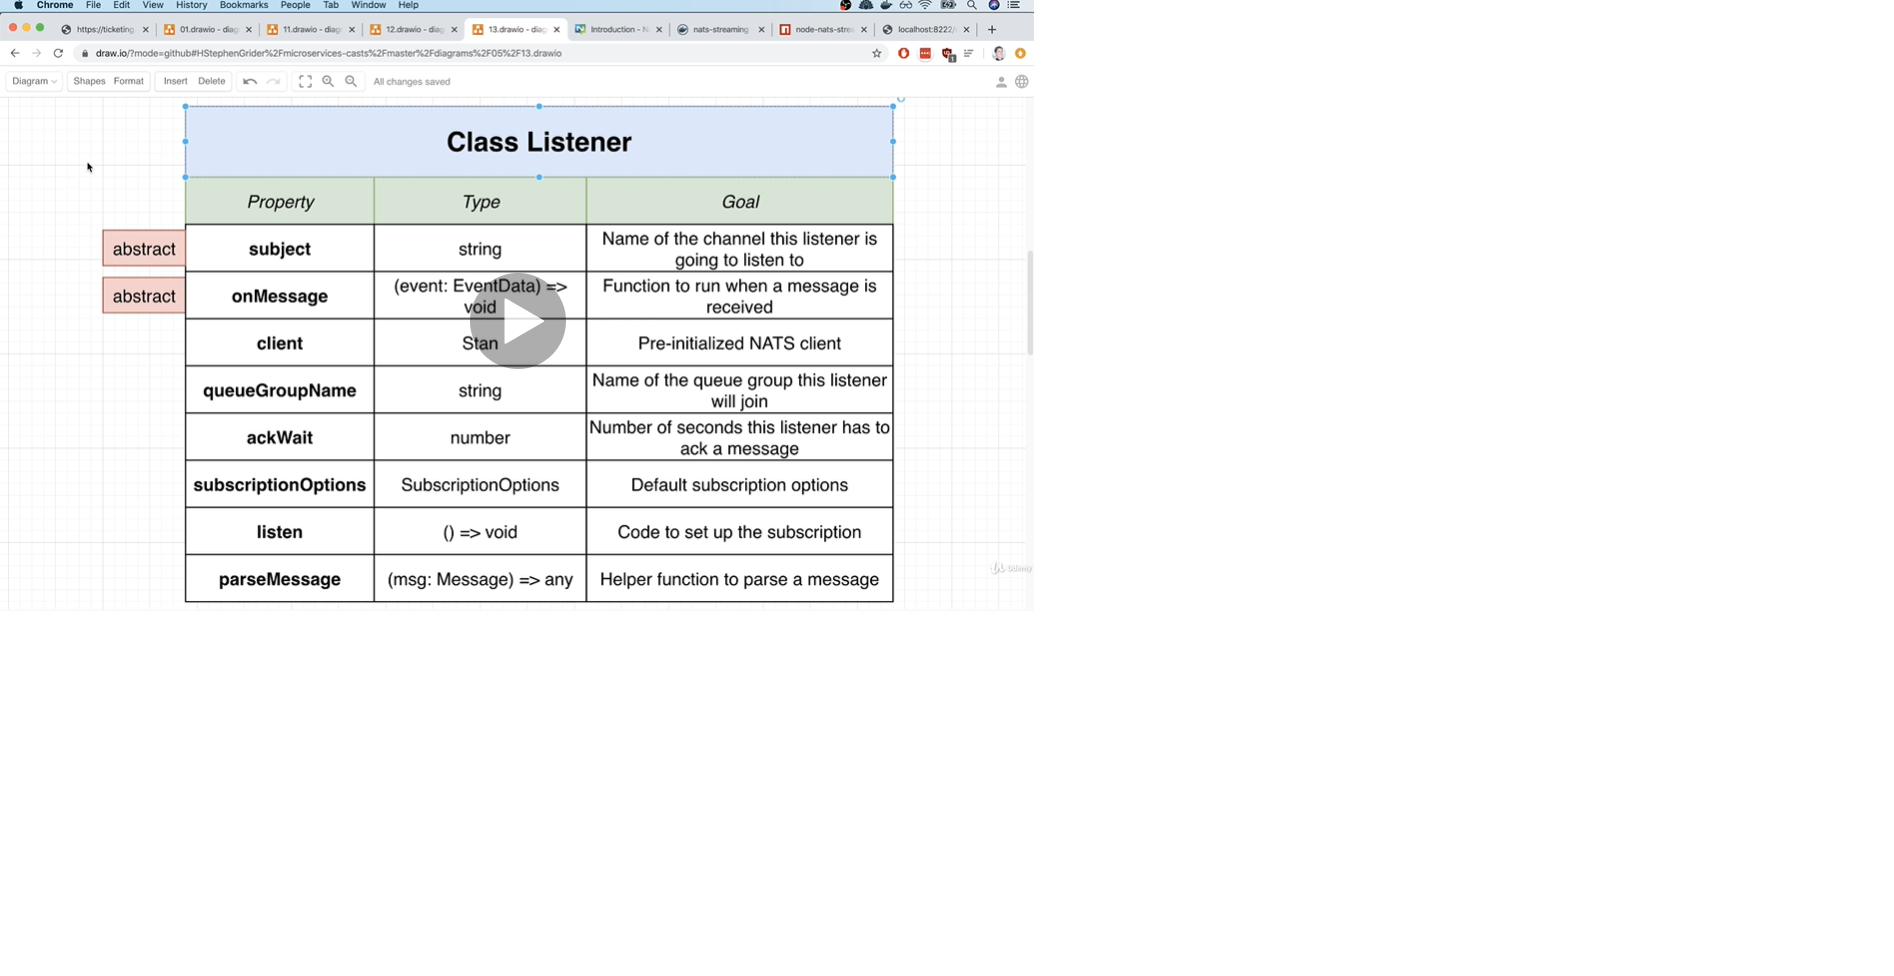 Chrome File Edit View History Bookmarks People Tab Window Help
https://ticketing 01.drawio - diag 11.drawio - diag 12.drawio - diag 13.drawio - diag Introduction - N nats-streaming node-nats-strea localhost:8222/
draw.io/?mode=github#HStephenGrider%2Fmicroservices-casts%2Fmaster%2Fdiagrams%2F05%2F13.drawio
Diagram Shapes Format Insert Delete All changes saved
Class Listener
Property Type Goal
abstract subject string Name of the channel this listener is
going to listen to
abstract onMessage (event: EventData) =>
void Function to run when a message is
received
client Stan Pre-initialized NATS client
queueGroupName string Name of the queue group this listener
will join
ackWait number Number of seconds this listener has to
ack a message
subscriptionOptions SubscriptionOptions Default subscription options
listen () => void Code to set up the subscription
parseMessage (msg: Message) => any Helper function to parse a message
Udemy